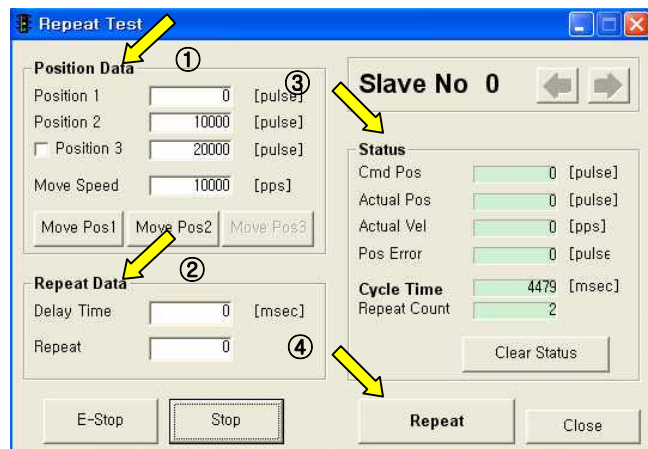 Repeat Test
①
Position Data
Position 1 0 [pulse]
Position 2 10000 [pulse]
Position 3 20000 [pulse]
Move Speed 10000 [pps]
Move Pos1 Move Pos2 Move Pos3
②
Repeat Data
Delay Time 0 [msec]
Repeat 0
E-Stop Stop
③
Slave No 0
Status
Cmd Pos 0 [pulse]
Actual Pos 0 [pulse]
Actual Vel 0 [pps]
Pos Error 0 [pulse
Cycle Time 4479 [msec]
Repeat Count 2
Clear Status
④
Repeat Close